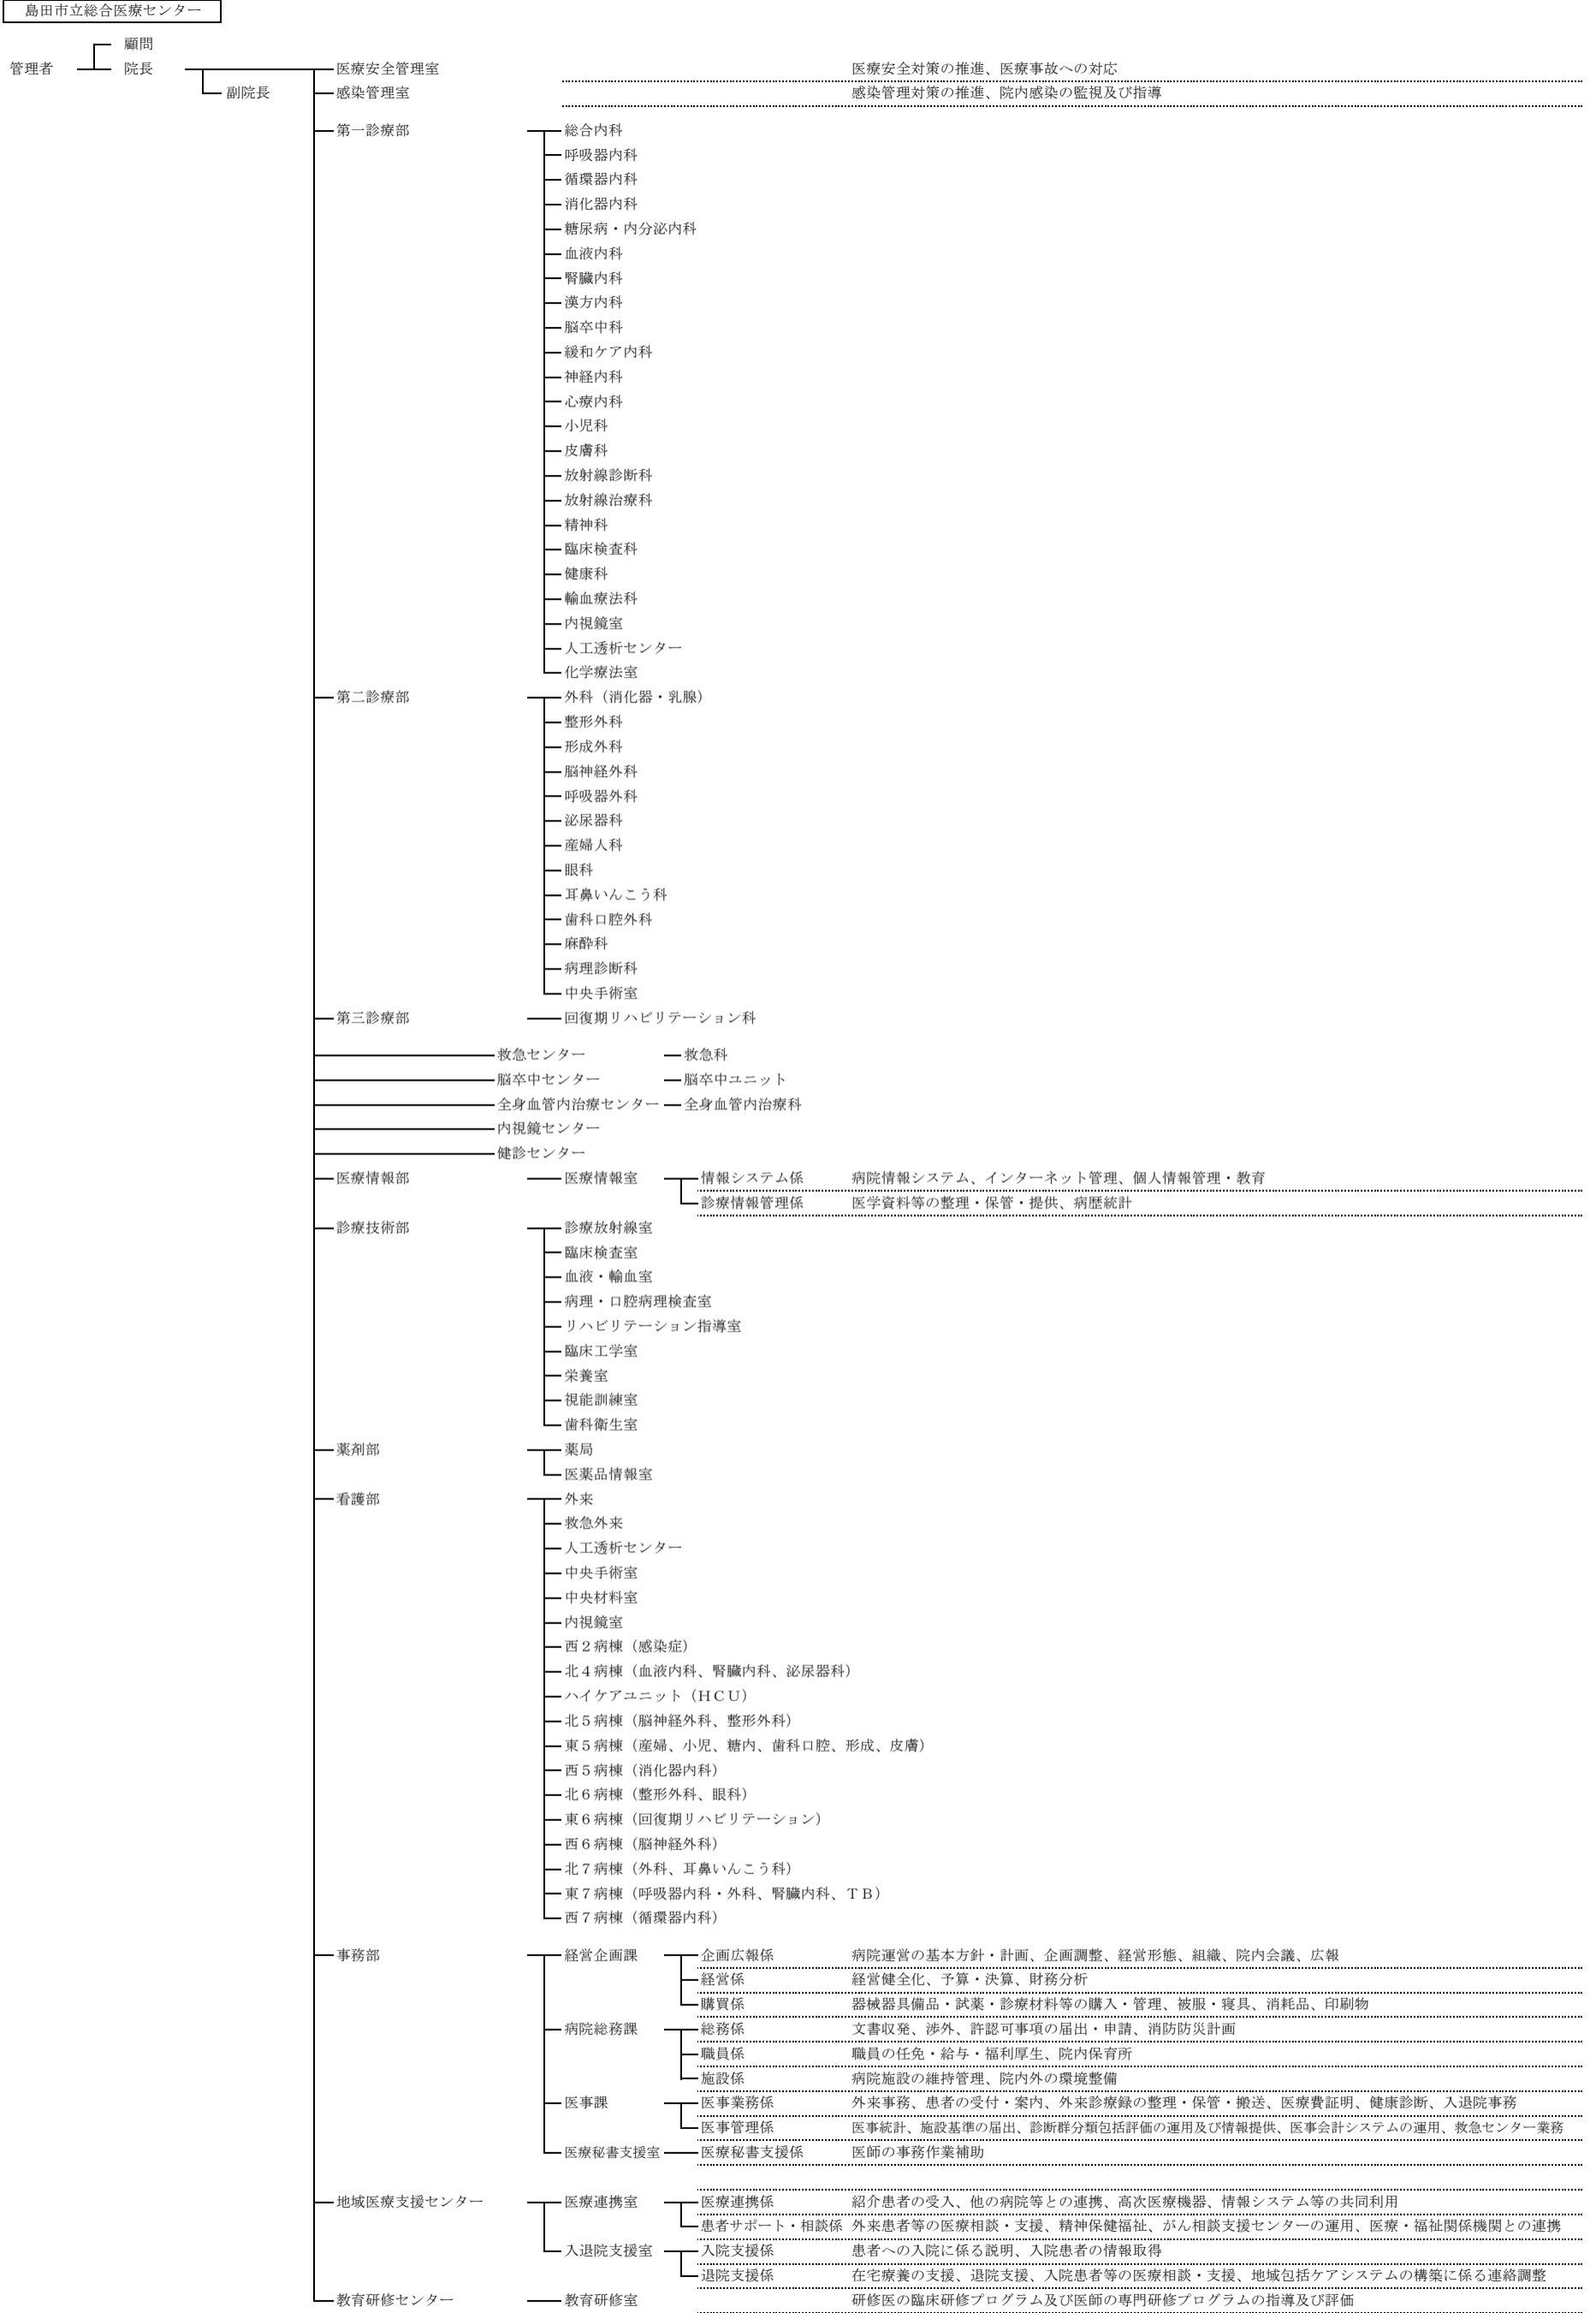 島田市立総合医療センター
顧問
管理者 院長 医療安全管理室 医療安全対策の推進、医療事故への対応
副院長 感染管理室 感染管理対策の推進、院内感染の監視及び指導
第一診療部 総合内科
呼吸器内科
循環器内科
消化器内科
糖尿病・内分泌内科
血液内科
腎臓内科
漢方内科
脳卒中科
緩和ケア内科
神経内科
心療内科
小児科
皮膚科
放射線診断科
放射線治療科
精神科
臨床検査科
健康科
輸血療法科
内視鏡室
人工透析センター
化学療法室
第二診療部 外科（消化器・乳腺）
整形外科
形成外科
脳神経外科
呼吸器外科
泌尿器科
産婦人科
眼科
耳鼻いんこう科
歯科口腔外科
麻酔科
病理診断科
中央手術室
第三診療部 回復期リハビリテーション科
救急センター 救急科
脳卒中センター 脳卒中ユニット
全身血管内治療センター 全身血管内治療科
内視鏡センター
健診センター
医療情報部 医療情報室 情報システム係 病院情報システム、インターネット管理、個人情報管理・教育
診療情報管理係 医学資料等の整理・保管・提供、病歴統計
診療技術部 診療放射線室
臨床検査室
血液・輸血室
病理・口腔病理検査室
リハビリテーション指導室
臨床工学室
栄養室
視能訓練室
歯科衛生室
薬剤部 薬局
医薬品情報室
看護部 外来
救急外来
人工透析センター
中央手術室
中央材料室
内視鏡室
西２病棟（感染症）
北４病棟（血液内科、腎臓内科、泌尿器科）
ハイケアユニット（ＨＣＵ）
北５病棟（脳神経外科、整形外科）
東５病棟（産婦、小児、糖内、歯科口腔、形成、皮膚）
西５病棟（消化器内科）
北６病棟（整形外科、眼科）
東６病棟（回復期リハビリテーション）
西６病棟（脳神経外科）
北７病棟（外科、耳鼻いんこう科）
東７病棟（呼吸器内科・外科、腎臓内科、ＴＢ）
西７病棟（循環器内科）
事務部 経営企画課 企画広報係 病院運営の基本方針・計画、企画調整、経営形態、組織、院内会議、広報
経営係 経営健全化、予算・決算、財務分析
購買係 器械器具備品・試薬・診療材料等の購入・管理、被服・寝具、消耗品、印刷物
病院総務課 総務係 文書収発、渉外、許認可事項の届出・申請、消防防災計画
職員係 職員の任免・給与・福利厚生、院内保育所
施設係 病院施設の維持管理、院内外の環境整備
医事課 医事業務係 外来事務、患者の受付・案内、外来診療録の整理・保管・搬送、医療費証明、健康診断、入退院事務
医事管理係 医事統計、施設基準の届出、診断群分類包括評価の運用及び情報提供、医事会計システムの運用、救急センター業務
医療秘書支援室 医療秘書支援係 医師の事務作業補助
地域医療支援センター 医療連携室 医療連携係 紹介患者の受入、他の病院等との連携、高次医療機器、情報システム等の共同利用
患者サポート・相談係 外来患者等の医療相談・支援、精神保健福祉、がん相談支援センターの運用、医療・福祉関係機関との連携
入退院支援室 入院支援係 患者への入院に係る説明、入院患者の情報取得
退院支援係 在宅療養の支援、退院支援、入院患者等の医療相談・支援、地域包括ケアシステムの構築に係る連絡調整
教育研修センター 教育研修室 研修医の臨床研修プログラム及び医師の専門研修プログラムの指導及び評価